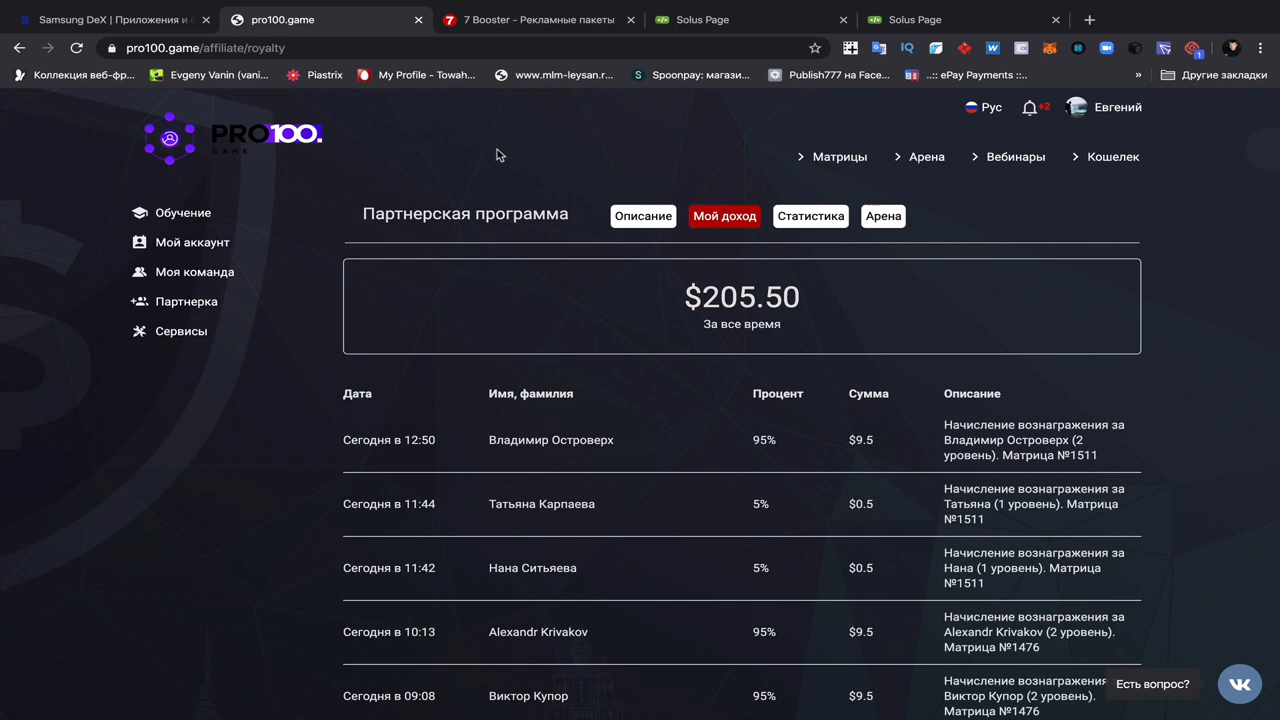 Samsung DeX | Приложения и с
pro100.game
7 Booster - Рекламные пакеты
Solus Page
Solus Page
pro100.game/affiliate/royalty
1
Коллекция веб-фр...
Evgeny Vanin (vani...
Piastrix
My Profile - Towah...
www.mlm-leysan.r...
Spoonpay: магази...
Publish777 на Face...
..:: ePay Payments ::..
»
Другие закладки
Рус
+2
Евгений
PRO100.
GAME
Матрицы
Арена
Вебинары
Кошелек
Обучение
Мой аккаунт
Моя команда
Партнерка
Сервисы
Партнерская программа
Описание
Мой доход
Статистика
Арена
$205.50
За все время
Дата Имя, фамилия Процент Сумма Описание
Сегодня в 12:50 Владимир Островерх 95% $9.5 Начисление вознаграждения за
Владимир Островерх (2
уровень). Матрица №1511
Сегодня в 11:44 Татьяна Карпаева 5% $0.5 Начисление вознаграждения за
Татьяна (1 уровень). Матрица
№1511
Сегодня в 11:42 Нана Ситьяева 5% $0.5 Начисление вознаграждения за
Нана (1 уровень). Матрица
№1511
Сегодня в 10:13 Alexandr Krivakov 95% $9.5 Начисление вознаграждения за
Alexandr Krivakov (2 уровень).
Матрица №1476
Сегодня в 09:08 Виктор Купор 95% $9.5 Начисление вознаграждения за
Виктор Купор (2 уровень).
Матрица №1476
Есть вопрос?